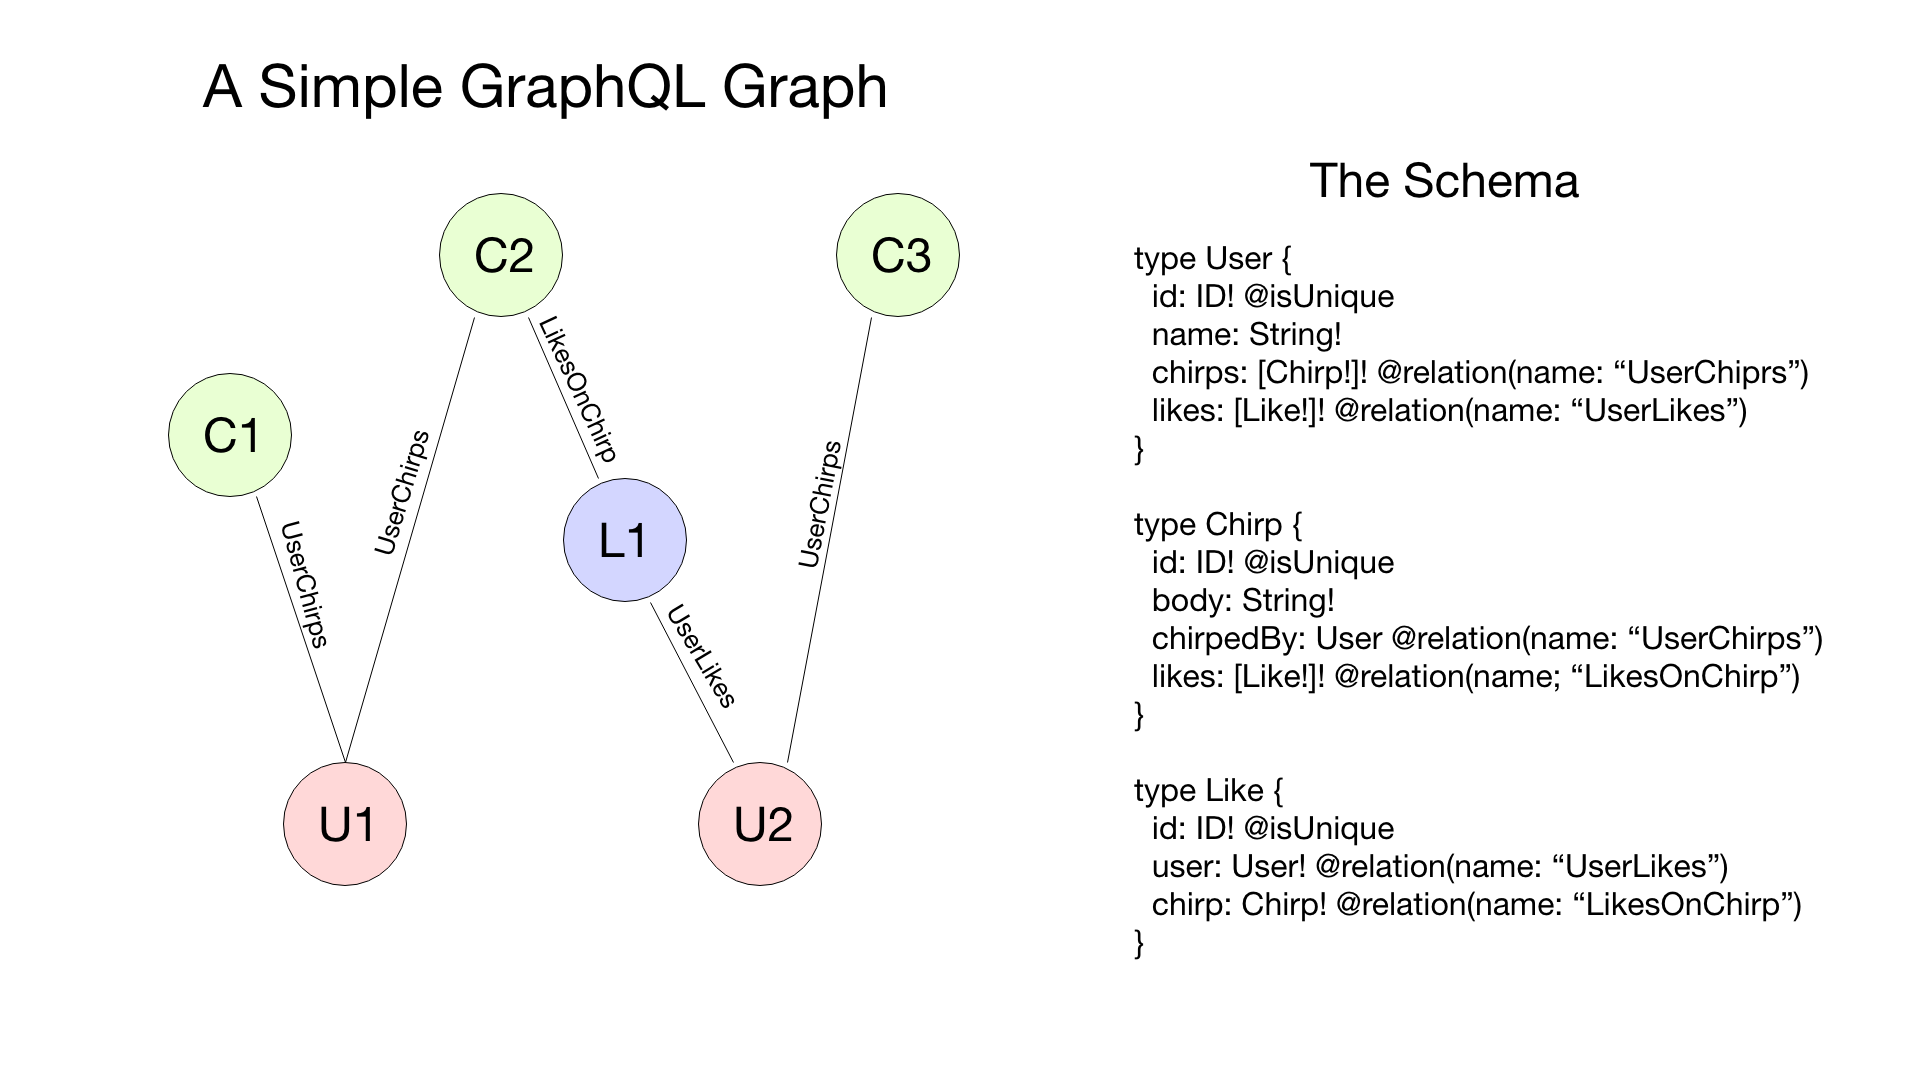 A Simple GraphQL Graph
C2
C3
C1
LikesOnChirp
UserChirps
UserChirps
UserChirps
L1
UserLikes
U1
U2
The Schema
type User {
id: ID! @isUnique
name: String!
chirps: [Chirp!]! @relation(name: “UserChiprs”)
likes: [Like!]! @relation(name: “UserLikes”)
}
type Chirp {
id: ID! @isUnique
body: String!
chirpedBy: User @relation(name: “UserChirps”)
likes: [Like!]! @relation(name; “LikesOnChirp”)
}
type Like {
id: ID! @isUnique
user: User! @relation(name: “UserLikes”)
chirp: Chirp! @relation(name: “LikesOnChirp”)
}